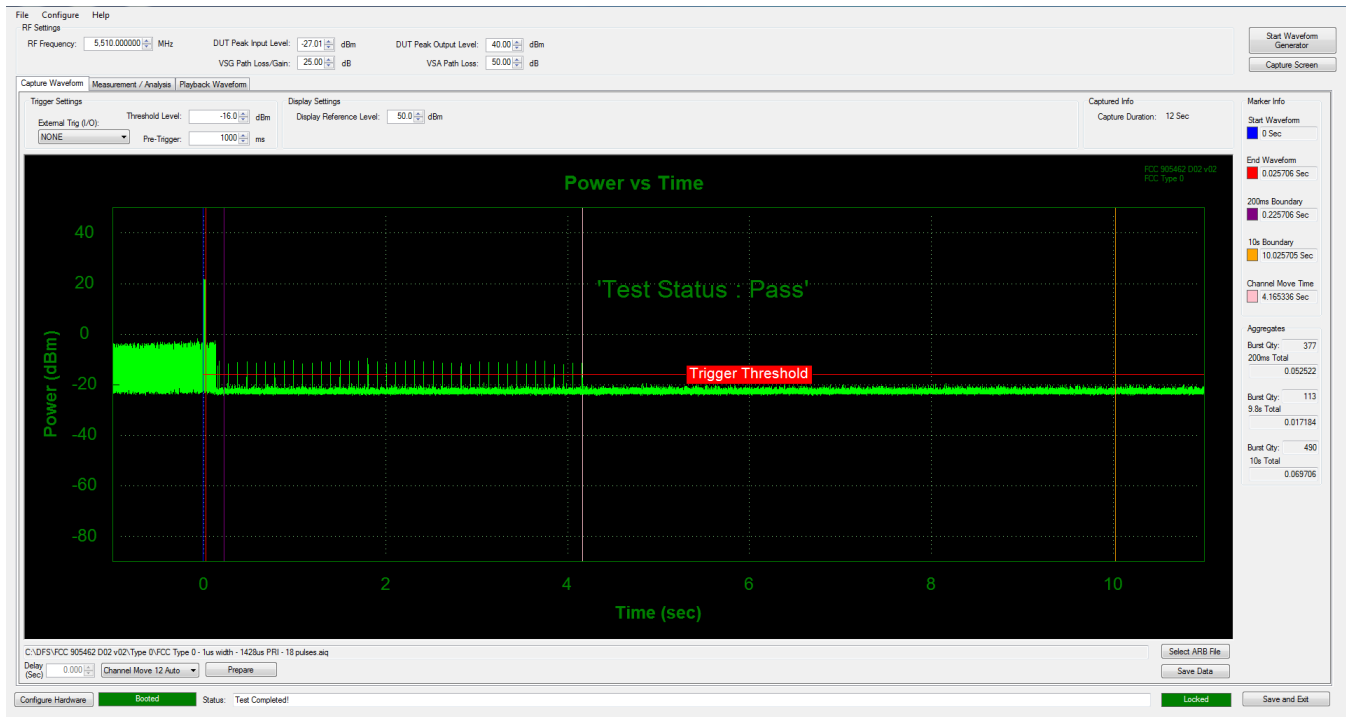 File Configure Help
RF Settings
RF Frequency: 5,510.000000 MHz DUT Peak Input Level: -27.01 dBm DUT Peak Output Level: 40.00 dBm
VSG Path Loss/Gain: 25.00 dB VSA Path Loss: 50.00 dB
Start Waveform Generator
Capture Screen
Capture Waveform Measurement / Analysis Playback Waveform
Trigger Settings
External Trig (I/O): Threshold Level: -16.0 dBm
NONE Pre-Trigger: 1000 ms
Display Settings
Display Reference Level: 50.0 dBm
Captured Info
Capture Duration: 12 Sec
Marker Info
Start Waveform
0 Sec
End Waveform
0.025706 Sec
200ms Boundary
0.225706 Sec
10s Boundary
10.025705 Sec
Channel Move Time
4.165336 Sec
Aggregates
Burst Qty: 377
200ms Total
0.052522
Burst Qty: 113
9.8s Total
0.017184
Burst Qty: 490
10s Total
0.069706
FCC 905462 D02 v02
FCC Type:0
Power vs Time
'Test Status : Pass'
Trigger Threshold
Power (dBm)
40
20
0
-20
-40
-60
-80
0 2 4 6 8 10
Time (sec)
C:\DFS\FCC 905462 D02 v02\Type 0\FCC Type 0 - 1us width - 1428us PRI - 18 pulses.aiq
Select ARB File
Delay (Sec) 0.000 Channel Move 12 Auto Prepare
Save Data
Configure Hardware Booted Status: Test Completed! Locked Save and Exit